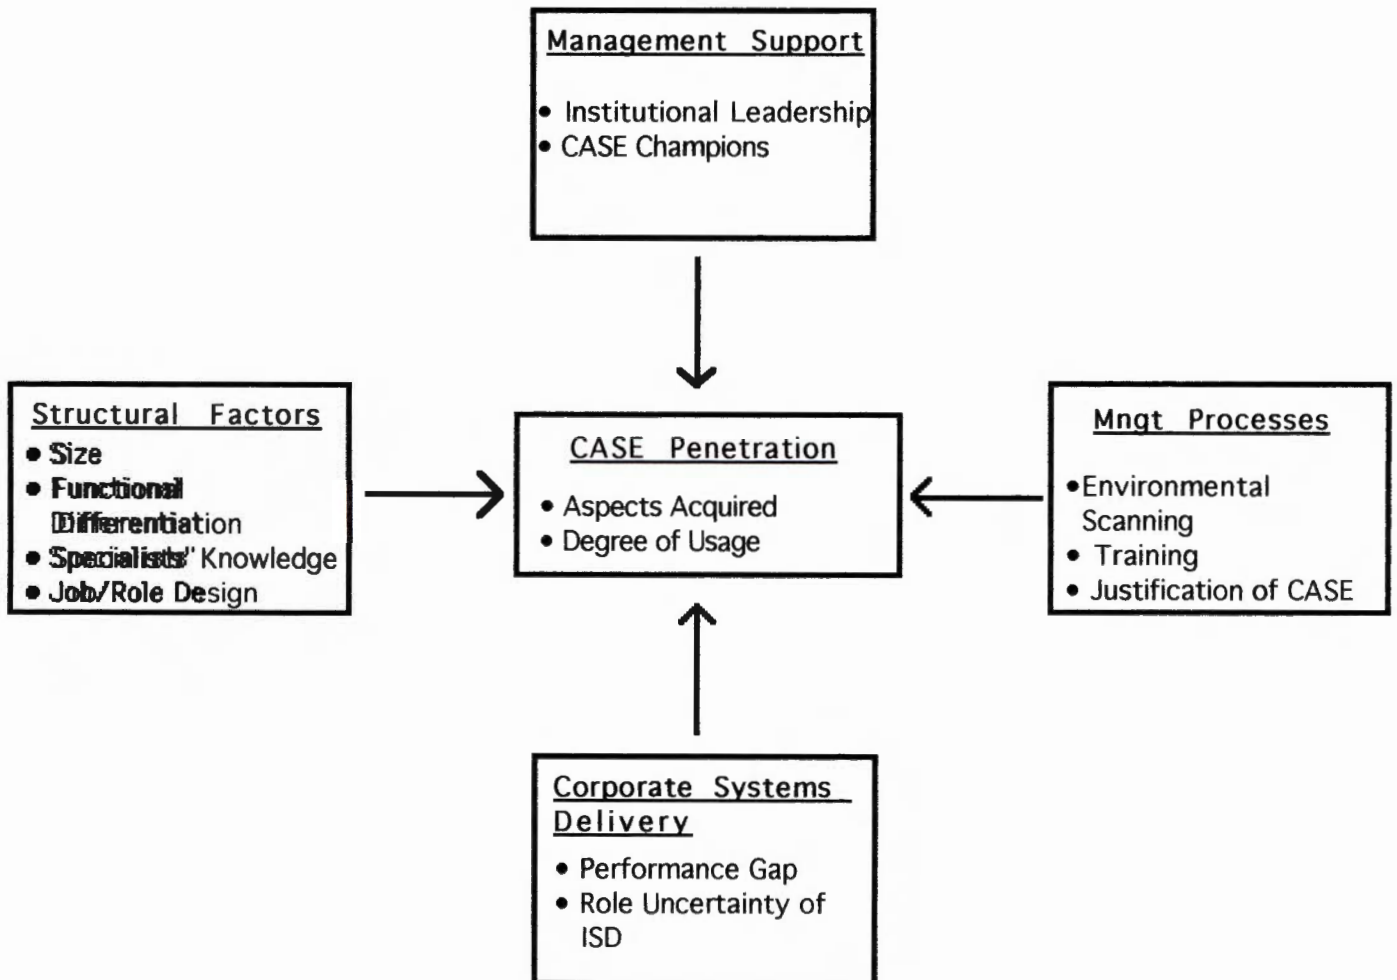 Management Support
• Institutional Leadership
• CASE Champions
Structural Factors
• Size
• Functional
Differentiation
• Specialists' Knowledge
• Job/Role Design
CASE Penetration
• Aspects Acquired
• Degree of Usage
Mngt Processes
• Environmental
Scanning
• Training
• Justification of CASE
Corporate Systems
Delivery
• Performance Gap
• Role Uncertainty of
ISD